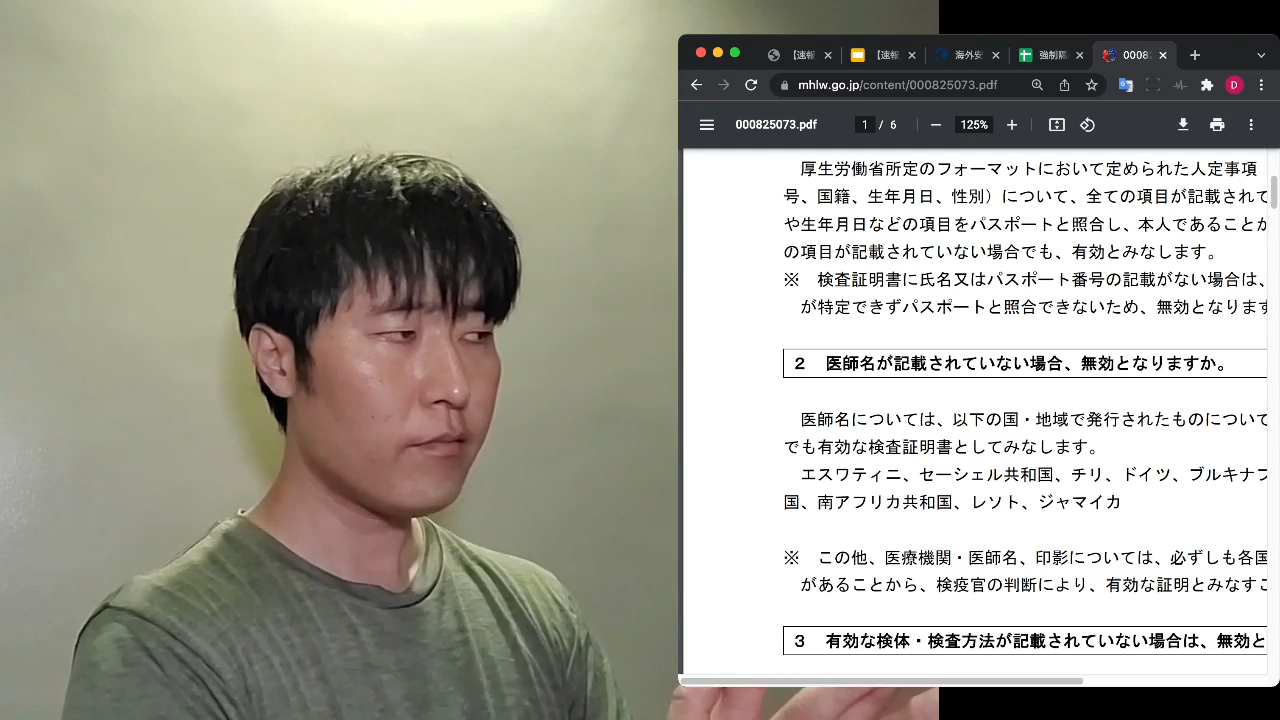 【速報
【速報
海外安
強制隔
0008
mhlw.go.jp/content/000825073.pdf
D
000825073.pdf
1 / 6
125%
厚生労働省所定のフォーマットにおいて定められた人定事項
号、国籍、生年月日、性別）について、全ての項目が記載されて
や生年月日などの項目をパスポートと照合し、本人であることが
の項目が記載されていない場合でも、有効とみなします。
※　検査証明書に氏名又はパスポート番号の記載がない場合は、
が特定できずパスポートと照合できないため、無効となります
２　医師名が記載されていない場合、無効となりますか。
医師名については、以下の国・地域で発行されたものについて
でも有効な検査証明書としてみなします。
エスワティニ、セーシェル共和国、チリ、ドイツ、ブルキナフ
国、南アフリカ共和国、レソト、ジャマイカ
※　この他、医療機関・医師名、印影については、必ずしも各国
があることから、検疫官の判断により、有効な証明とみなすこ
３　有効な検体・検査方法が記載されていない場合は、無効と